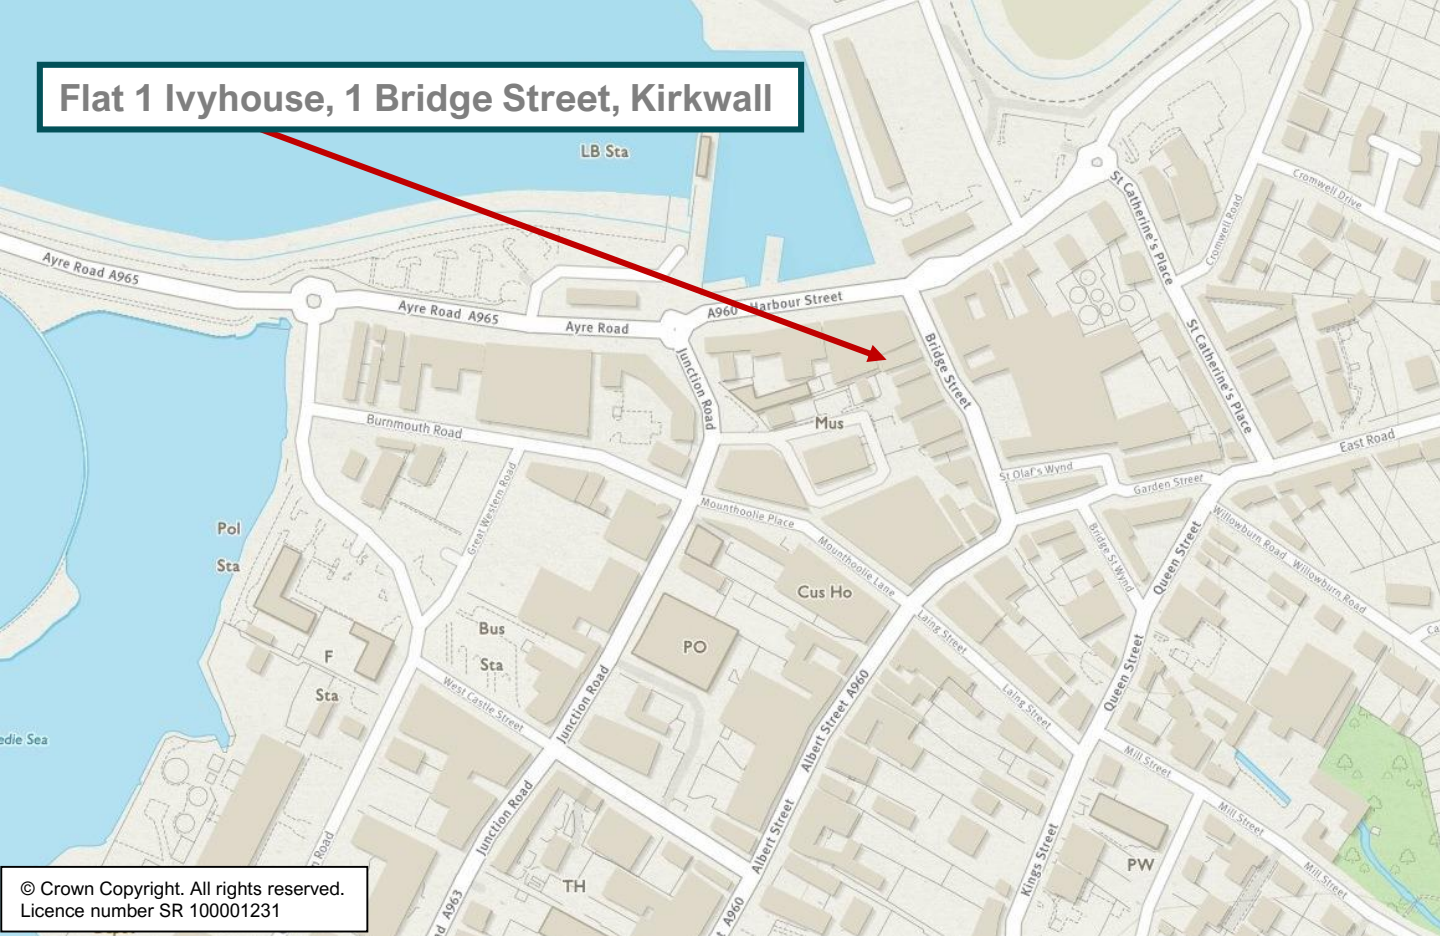 Flat 1 Ivyhouse, 1 Bridge Street, Kirkwall
LB Sta
Cromwell Drive
St Catherine's Place
Cromwell Road
Ayre Road A965
Ayre Road A965
Ayre Road
A960
Harbour Street
Bridge Street
Junction Road
St Catherine's Place
Burnmouth Road
Mus
East Road
St Olaf's Wynd
Garden Street
Great Western Road
Mounthoolie Place
Mounthoolie Lane
Bridge St Wynd
Queen Street
Willowburn Road
Willowburn Road
Pol
Sta
Cus Ho
Bus
Sta
PO
F
Sta
Laing Street
Laing Street
Queen Street
West Castle Street
Junction Road
Albert Street A960
edie Sea
Mill Street
Mill Street
Mill Street
Junction Road
Albert Street
Kings Street
PW
TH
Road
A963
A960
© Crown Copyright. All rights reserved.
Licence number SR 100001231